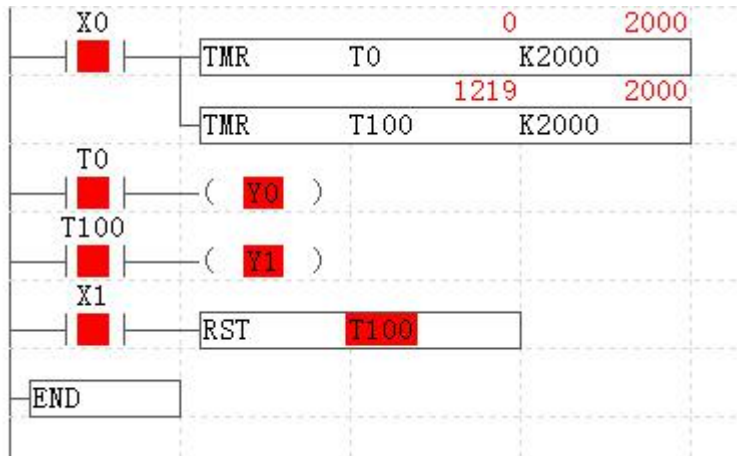 X0
0 2000
TMR T0 K2000
1219 2000
TMR T100 K2000
T0
( Y0 )
T100
( Y1 )
X1
RST T100
END